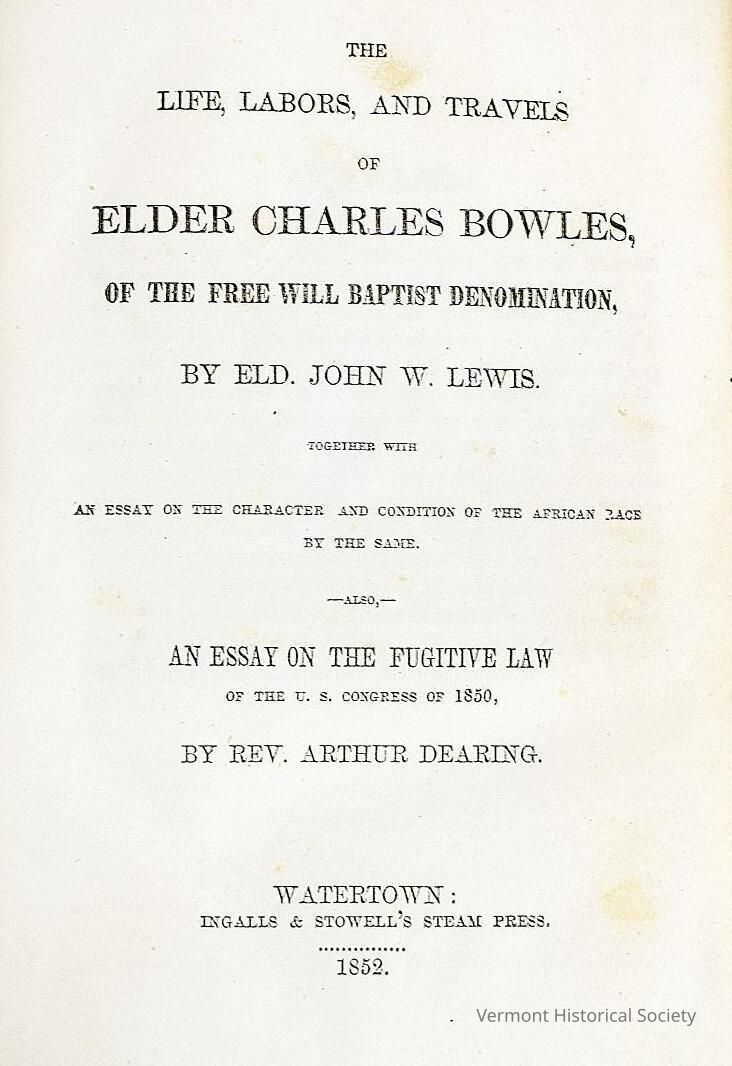 THE
LIFE, LABORS, AND TRAVELS
OF
ELDER CHARLES BOWLES,
OF THE FREE WILL BAPTIST DENOMINATION,
BY ELD. JOHN W. LEWIS.
TOGETHER WITH
AN ESSAY ON THE CHARACTER AND CONDITION OF THE AFRICAN RACE
BY THE SAME.
—ALSO,—
AN ESSAY ON THE FUGITIVE LAW
OF THE U. S. CONGRESS OF 1850,
BY REV. ARTHUR DEARING.
WATERTOWN:
INGALLS & STOWELL'S STEAM PRESS.
...............
1852.
Vermont Historical Society